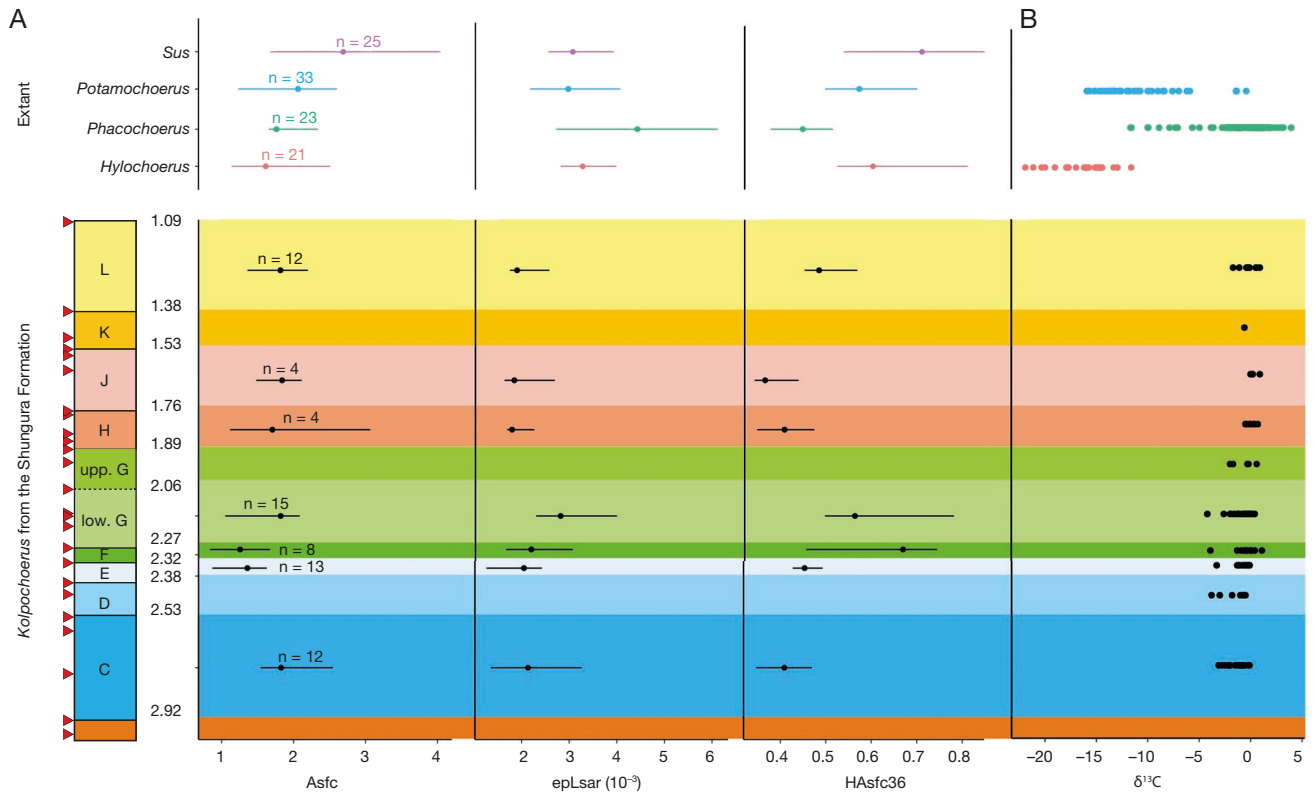 A
B
Extant
Sus
Potamochoerus
Phacochoerus
Hylochoerus
n = 25
n = 33
n = 23
n = 21
Kolpochoerus from the Shungura Formation
L
K
J
H
upp. G
low. G
F
E
D
C
1.09
1.38
1.53
1.76
1.89
2.06
2.27
2.32
2.38
2.53
2.92
n = 12
n = 4
n = 4
n = 15
n = 8
n = 13
n = 12
1 2 3 4
2 3 4 5 6
0.4 0.5 0.6 0.7 0.8
−20 −15 −10 −5 0 5
Asfc
epLsar (10⁻³)
HAsfc36
δ¹³C